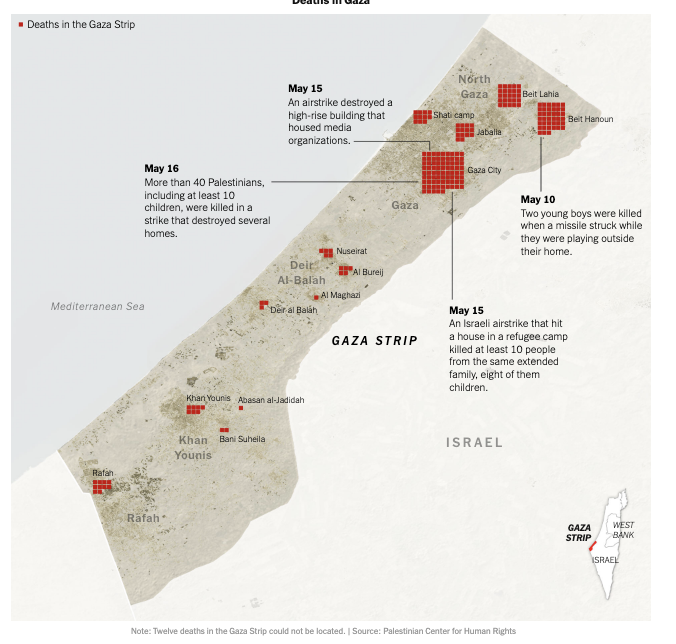 Deaths in Gaza
Deaths in the Gaza Strip
May 15
An airstrike destroyed a
high-rise building that
housed media
organizations.
North
Gaza
Beit Lahia
Beit Hanoun
Shati camp
Jabalia
Gaza City
May 16
More than 40 Palestinians,
including at least 10
children, were killed in a
strike that destroyed several
homes.
Gaza
May 10
Two young boys were killed
when a missile struck while
they were playing outside
their home.
Nuseirat
Deir
Al-Balah
Al Bureij
Al Maghazi
Deir al Balah
Mediterranean Sea
GAZA STRIP
May 15
An Israeli airstrike that hit
a house in a refugee camp
killed at least 10 people
from the same extended
family, eight of them
children.
Khan Younis
Abasan al-Jadidah
Khan
Younis
Bani Suheila
ISRAEL
Rafah
Rafah
GAZA
STRIP
WEST
BANK
ISRAEL
Note: Twelve deaths in the Gaza Strip could not be located. | Source: Palestinian Center for Human Rights